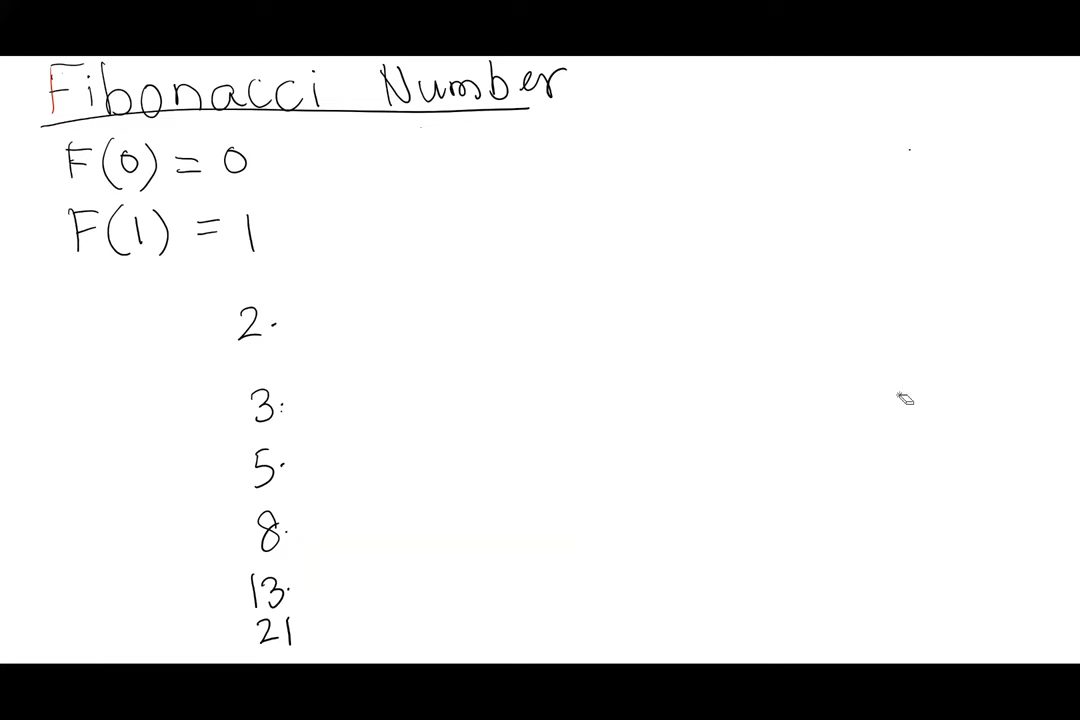 Fibonacci Number
F(0) = 0
F(1) = 1
2.
3:
5.
8.
13.
21